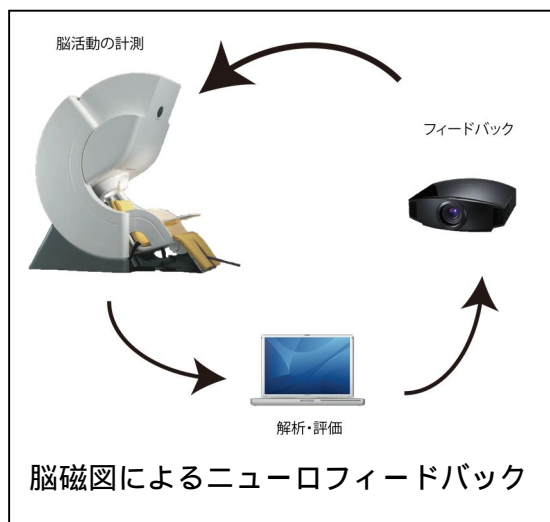 脳活動の計測
フィードバック
解析・評価
脳磁図によるニューロフィードバック